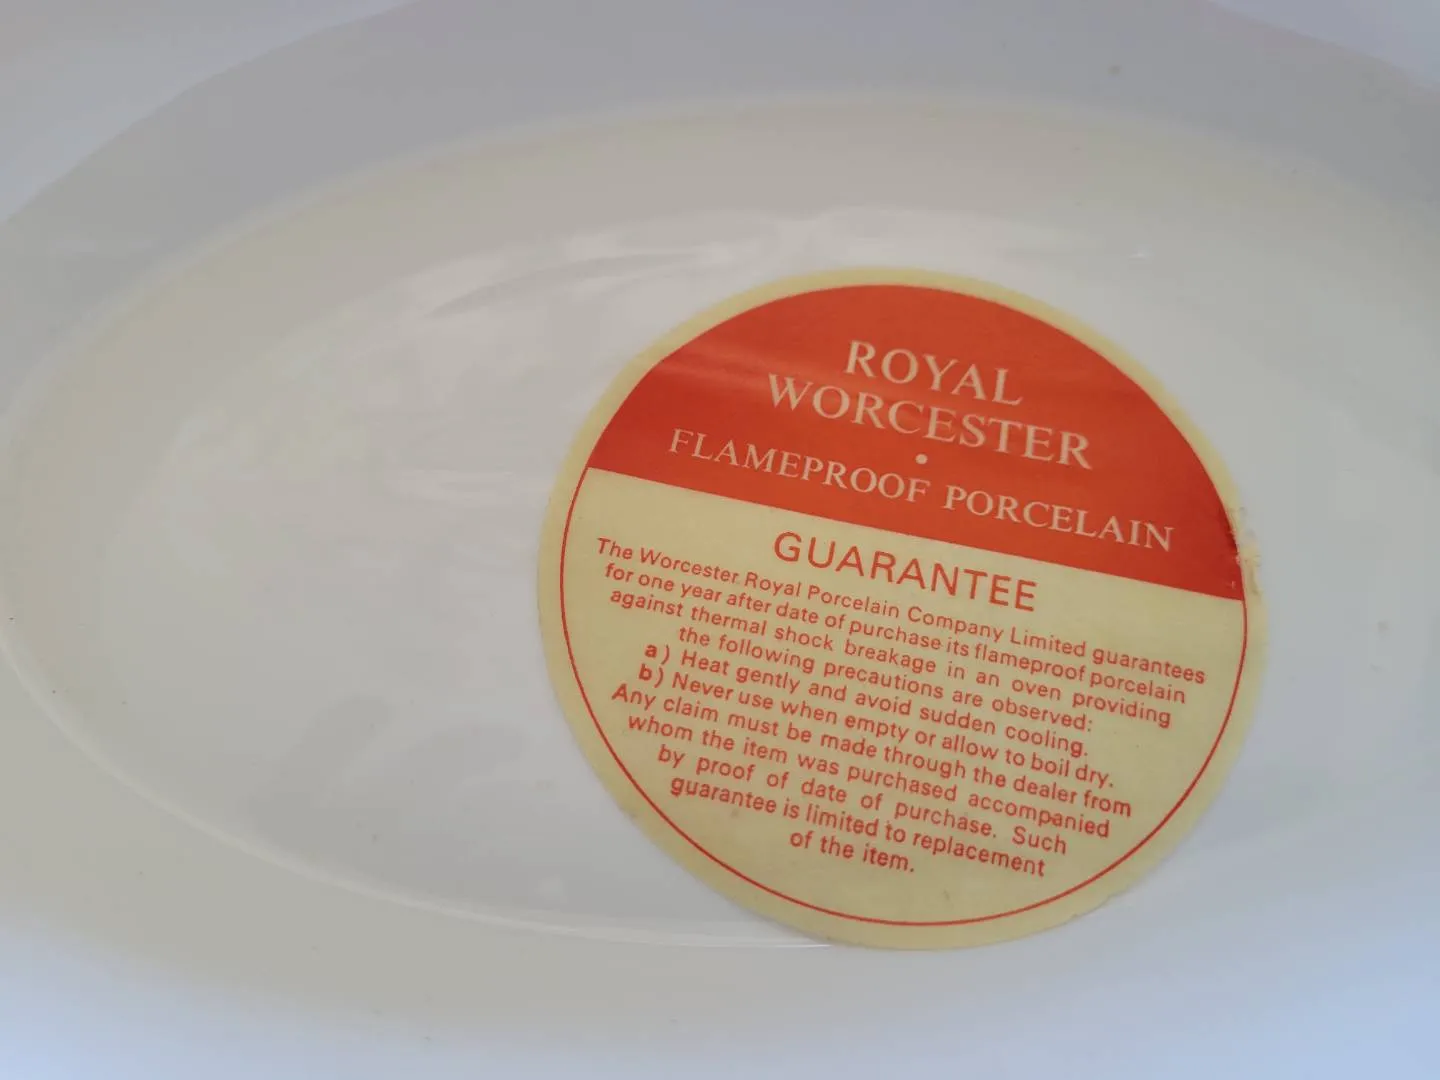 ROYAL
WORCESTER
•
FLAMEPROOF PORCELAIN
GUARANTEE
The Worcester Royal Porcelain Company Limited guarantees
for one year after date of purchase its flameproof porcelain
against thermal shock breakage in an oven providing
the following precautions are observed:
a) Heat gently and avoid sudden cooling.
b) Never use when empty or allow to boil dry.
Any claim must be made through the dealer from
whom the item was purchased accompanied
by proof of date of purchase. Such
guarantee is limited to replacement
of the item.